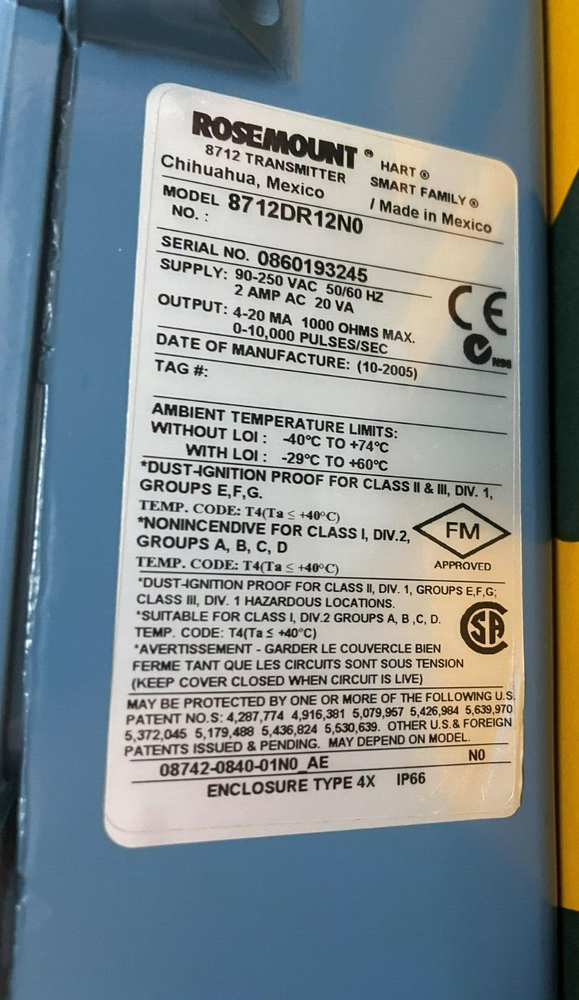 ROSEMOUNT ® HART ®
8712 TRANSMITTER SMART FAMILY ®
Chihuahua, Mexico / Made in Mexico
MODEL 8712DR12N0
NO. :
SERIAL NO. 0860193245
SUPPLY: 90-250 VAC 50/60 HZ
2 AMP AC 20 VA
OUTPUT: 4-20 MA 1000 OHMS MAX.
0-10,000 PULSES/SEC
CE
N96
DATE OF MANUFACTURE: (10-2005)
TAG #:
AMBIENT TEMPERATURE LIMITS:
WITHOUT LOI : -40°C TO +74°C
WITH LOI : -29°C TO +60°C
*DUST-IGNITION PROOF FOR CLASS II & III, DIV. 1,
GROUPS E,F,G.
TEMP. CODE: T4(Ta ≤ +40°C)
*NONINCENDIVE FOR CLASS I, DIV.2,
GROUPS A, B, C, D
TEMP. CODE: T4(Ta ≤ +40°C)
FM
APPROVED
*DUST-IGNITION PROOF FOR CLASS II, DIV. 1, GROUPS E,F,G;
CLASS III, DIV. 1 HAZARDOUS LOCATIONS.
*SUITABLE FOR CLASS I, DIV.2 GROUPS A, B ,C, D.
TEMP. CODE: T4(Ta ≤ +40°C)
*AVERTISSEMENT - GARDER LE COUVERCLE BIEN
FERME TANT QUE LES CIRCUITS SONT SOUS TENSION
(KEEP COVER CLOSED WHEN CIRCUIT IS LIVE)
SA
MAY BE PROTECTED BY ONE OR MORE OF THE FOLLOWING U.S.
PATENT NO.S: 4,287,774 4,916,381 5,079,957 5,426,984 5,639,970
5,372,045 5,179,488 5,436,824 5,530,639. OTHER U.S.& FOREIGN
PATENTS ISSUED & PENDING. MAY DEPEND ON MODEL.
08742-0840-01N0_AE N0
ENCLOSURE TYPE 4X IP66